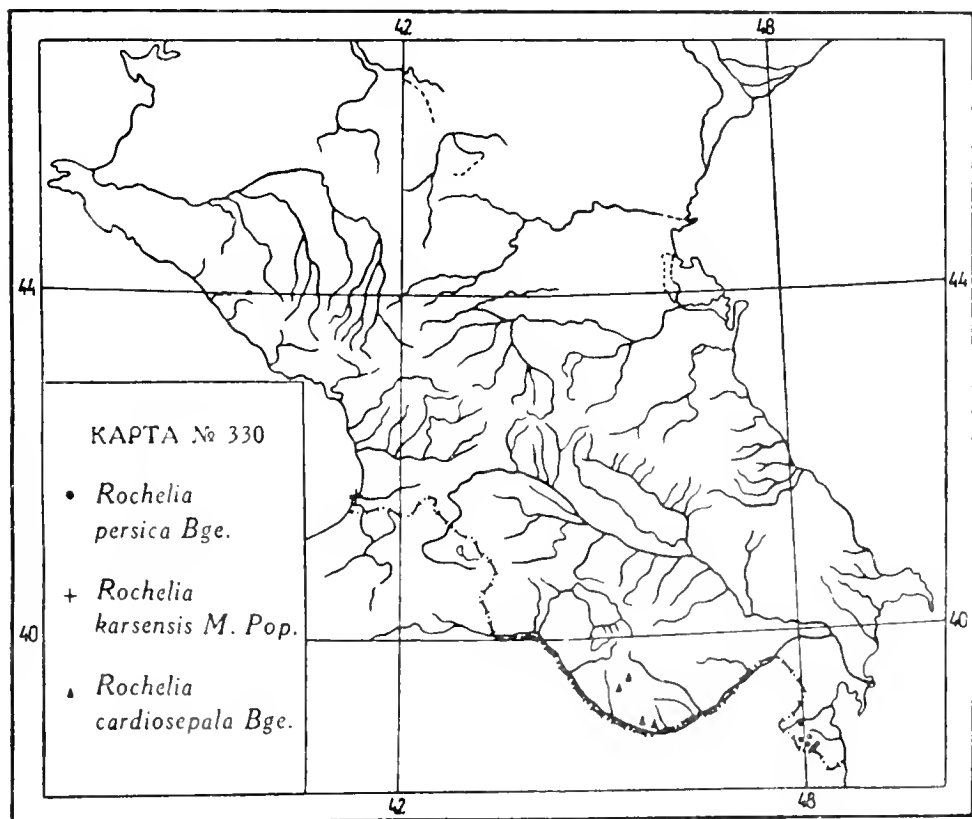 42 48
44 44
КАРТА № 330
• Rochelia
persica Bge.
+ Rochelia
karsensis M. Pop.
▲ Rochelia
cardiosepala Bge.
40 40
42 48